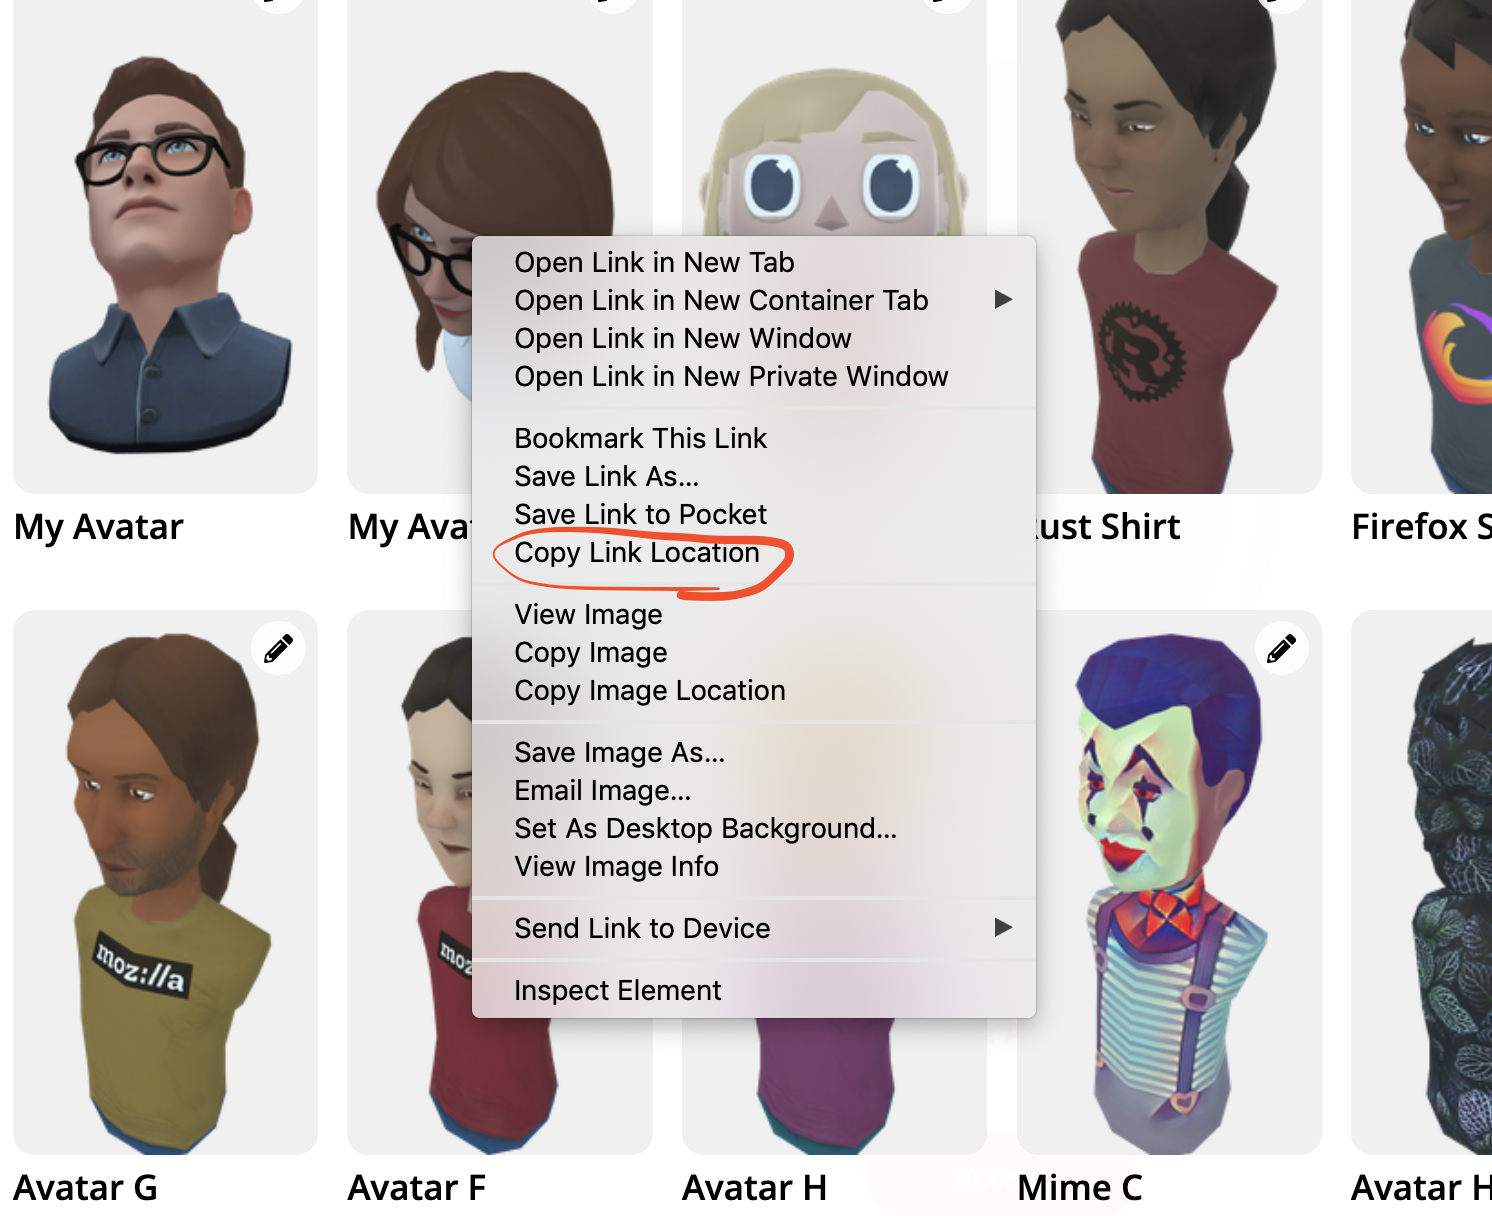 Open Link in New Tab
Open Link in New Container Tab
Open Link in New Window
Open Link in New Private Window
Bookmark This Link
Save Link As...
Save Link to Pocket
Copy Link Location
View Image
Copy Image
Copy Image Location
Save Image As...
Email Image...
Set As Desktop Background...
View Image Info
Send Link to Device
Inspect Element
R
My Avatar
My Ava
ust Shirt
Firefox S
moz://a
moz
Avatar G
Avatar F
Avatar H
Mime C
Avatar H